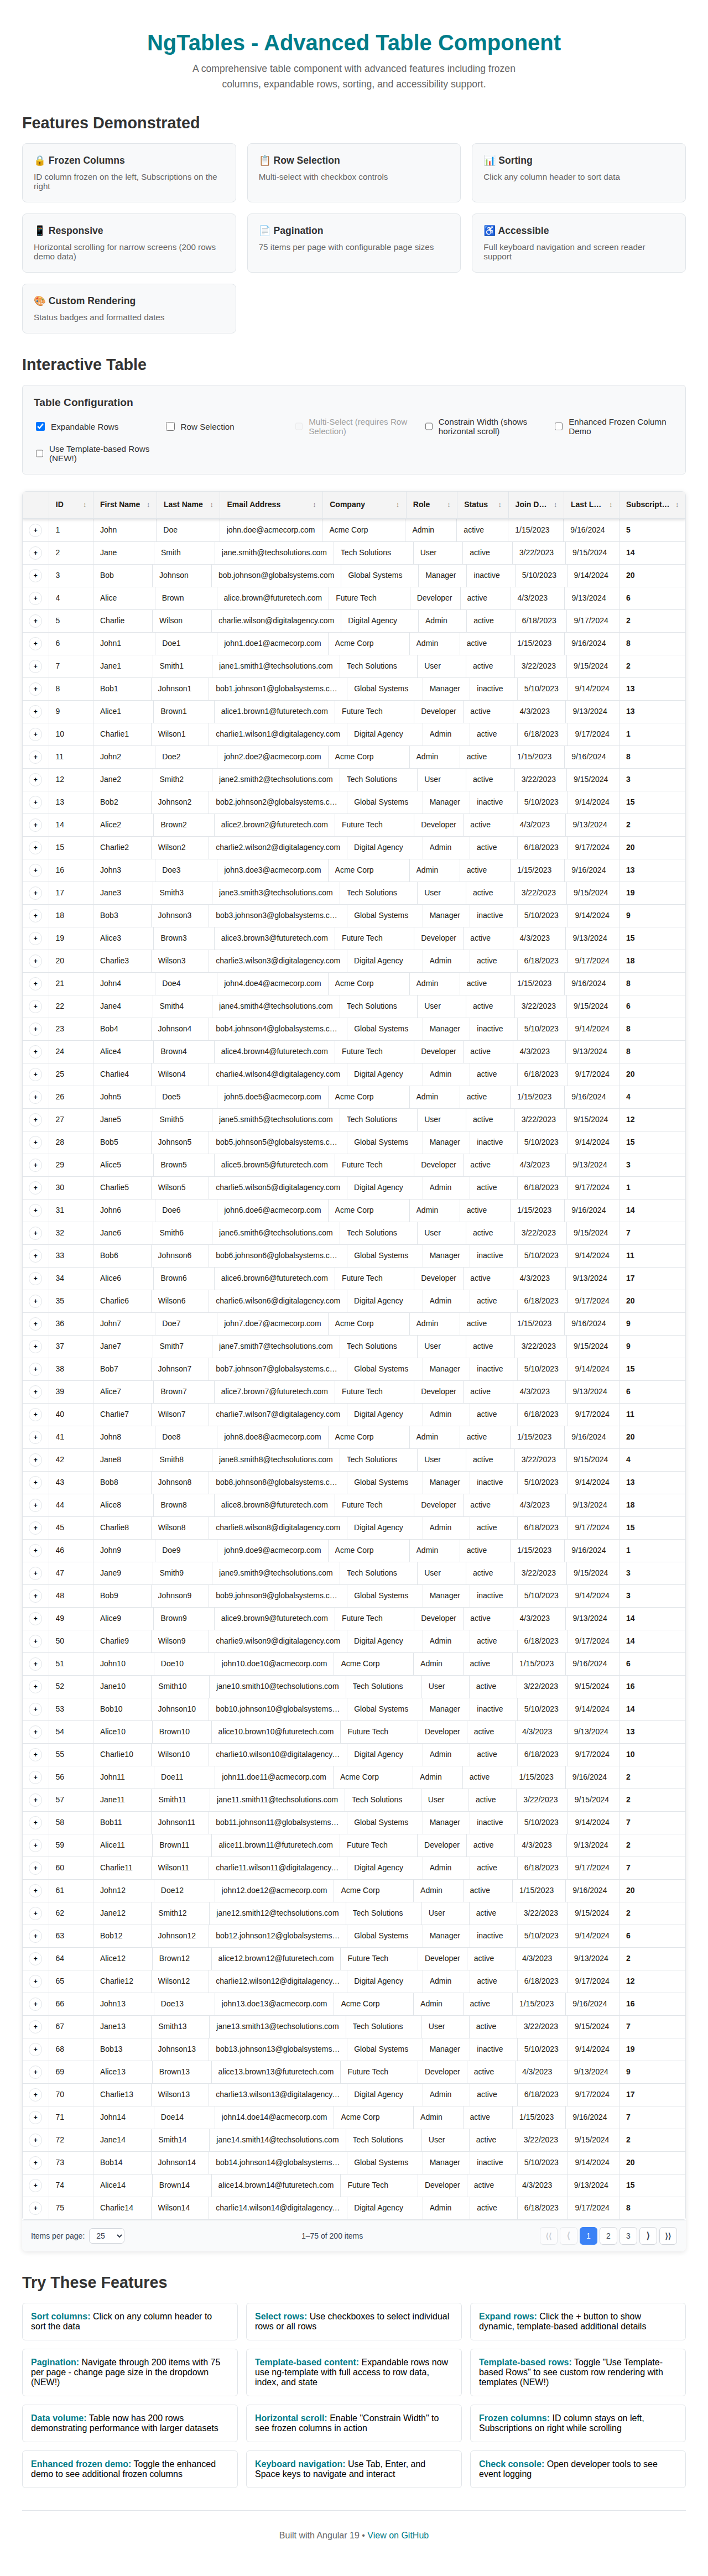 NgTables - Advanced Table Component
A comprehensive table component with advanced features including frozen
columns, expandable rows, sorting, and accessibility support.
Features Demonstrated
🔒 Frozen Columns
ID column frozen on the left, Subscriptions on the
right
📋 Row Selection
Multi-select with checkbox controls
📊 Sorting
Click any column header to sort data
📱 Responsive
Horizontal scrolling for narrow screens (200 rows
demo data)
📄 Pagination
75 items per page with configurable page sizes
♿ Accessible
Full keyboard navigation and screen reader
support
🎨 Custom Rendering
Status badges and formatted dates
Interactive Table
Table Configuration
Expandable Rows
Row Selection
Multi-Select (requires Row
Selection)
Constrain Width (shows
horizontal scroll)
Enhanced Frozen Column
Demo
Use Template-based Rows
(NEW!)
ID First Name Last Name Email Company Role Status Join D… Last L… Subscript…
+ 1 John Doe john.doe@acmecorp.com Acme Corp Admin active 1/15/2023 9/16/2024 5
+ 2 Jane Smith jane.smith@techsolutions.com Tech Solutions User active 3/22/2023 9/15/2024 14
+ 3 Bob Johnson bob.johnson@globalsystems.com Global Systems Manager inactive 5/10/2023 9/14/2024 20
+ 4 Alice Brown alice.brown@futuretech.com Future Tech Developer active 4/3/2023 9/13/2024 6
+ 5 Charlie Wilson charlie.wilson@digitalagency.com Digital Agency Admin active 6/18/2023 9/17/2024 2
+ 6 John1 Doe1 john1.doe1@acmecorp.com Acme Corp Admin active 1/15/2023 9/16/2024 8
+ 7 Jane1 Smith1 jane1.smith1@techsolutions.com Tech Solutions User active 3/22/2023 9/15/2024 2
+ 8 Bob1 Johnson1 bob1.johnson1@globalsystems.c… Global Systems Manager inactive 5/10/2023 9/14/2024 13
+ 9 Alice1 Brown1 alice1.brown1@futuretech.com Future Tech Developer active 4/3/2023 9/13/2024 13
+ 10 Charlie1 Wilson1 charlie1.wilson1@digitalagency.com Digital Agency Admin active 6/18/2023 9/17/2024 1
+ 11 John2 Doe2 john2.doe2@acmecorp.com Acme Corp Admin active 1/15/2023 9/16/2024 8
+ 12 Jane2 Smith2 jane2.smith2@techsolutions.com Tech Solutions User active 3/22/2023 9/15/2024 3
+ 13 Bob2 Johnson2 bob2.johnson2@globalsystems.c… Global Systems Manager inactive 5/10/2023 9/14/2024 15
+ 14 Alice2 Brown2 alice2.brown2@futuretech.com Future Tech Developer active 4/3/2023 9/13/2024 2
+ 15 Charlie2 Wilson2 charlie2.wilson2@digitalagency.com Digital Agency Admin active 6/18/2023 9/17/2024 20
+ 16 John3 Doe3 john3.doe3@acmecorp.com Acme Corp Admin active 1/15/2023 9/16/2024 13
+ 17 Jane3 Smith3 jane3.smith3@techsolutions.com Tech Solutions User active 3/22/2023 9/15/2024 19
+ 18 Bob3 Johnson3 bob3.johnson3@globalsystems.c… Global Systems Manager inactive 5/10/2023 9/14/2024 9
+ 19 Alice3 Brown3 alice3.brown3@futuretech.com Future Tech Developer active 4/3/2023 9/13/2024 15
+ 20 Charlie3 Wilson3 charlie3.wilson3@digitalagency.com Digital Agency Admin active 6/18/2023 9/17/2024 18
+ 21 John4 Doe4 john4.doe4@acmecorp.com Acme Corp Admin active 1/15/2023 9/16/2024 8
+ 22 Jane4 Smith4 jane4.smith4@techsolutions.com Tech Solutions User active 3/22/2023 9/15/2024 6
+ 23 Bob4 Johnson4 bob4.johnson4@globalsystems.c… Global Systems Manager inactive 5/10/2023 9/14/2024 8
+ 24 Alice4 Brown4 alice4.brown4@futuretech.com Future Tech Developer active 4/3/2023 9/13/2024 8
+ 25 Charlie4 Wilson4 charlie4.wilson4@digitalagency.com Digital Agency Admin active 6/18/2023 9/17/2024 20
+ 26 John5 Doe5 john5.doe5@acmecorp.com Acme Corp Admin active 1/15/2023 9/16/2024 4
+ 27 Jane5 Smith5 jane5.smith5@techsolutions.com Tech Solutions User active 3/22/2023 9/15/2024 12
+ 28 Bob5 Johnson5 bob5.johnson5@globalsystems.c… Global Systems Manager inactive 5/10/2023 9/14/2024 15
+ 29 Alice5 Brown5 alice5.brown5@futuretech.com Future Tech Developer active 4/3/2023 9/13/2024 3
+ 30 Charlie5 Wilson5 charlie5.wilson5@digitalagency.com Digital Agency Admin active 6/18/2023 9/17/2024 1
+ 31 John6 Doe6 john6.doe6@acmecorp.com Acme Corp Admin active 1/15/2023 9/16/2024 14
+ 32 Jane6 Smith6 jane6.smith6@techsolutions.com Tech Solutions User active 3/22/2023 9/15/2024 7
+ 33 Bob6 Johnson6 bob6.johnson6@globalsystems.c… Global Systems Manager inactive 5/10/2023 9/14/2024 11
+ 34 Alice6 Brown6 alice6.brown6@futuretech.com Future Tech Developer active 4/3/2023 9/13/2024 17
+ 35 Charlie6 Wilson6 charlie6.wilson6@digitalagency.com Digital Agency Admin active 6/18/2023 9/17/2024 20
+ 36 John7 Doe7 john7.doe7@acmecorp.com Acme Corp Admin active 1/15/2023 9/16/2024 9
+ 37 Jane7 Smith7 jane7.smith7@techsolutions.com Tech Solutions User active 3/22/2023 9/15/2024 9
+ 38 Bob7 Johnson7 bob7.johnson7@globalsystems.c… Global Systems Manager inactive 5/10/2023 9/14/2024 15
+ 39 Alice7 Brown7 alice7.brown7@futuretech.com Future Tech Developer active 4/3/2023 9/13/2024 6
+ 40 Charlie7 Wilson7 charlie7.wilson7@digitalagency.com Digital Agency Admin active 6/18/2023 9/17/2024 11
+ 41 John8 Doe8 john8.doe8@acmecorp.com Acme Corp Admin active 1/15/2023 9/16/2024 20
+ 42 Jane8 Smith8 jane8.smith8@techsolutions.com Tech Solutions User active 3/22/2023 9/15/2024 4
+ 43 Bob8 Johnson8 bob8.johnson8@globalsystems.c… Global Systems Manager inactive 5/10/2023 9/14/2024 13
+ 44 Alice8 Brown8 alice8.brown8@futuretech.com Future Tech Developer active 4/3/2023 9/13/2024 18
+ 45 Charlie8 Wilson8 charlie8.wilson8@digitalagency.com Digital Agency Admin active 6/18/2023 9/17/2024 15
+ 46 John9 Doe9 john9.doe9@acmecorp.com Acme Corp Admin active 1/15/2023 9/16/2024 1
+ 47 Jane9 Smith9 jane9.smith9@techsolutions.com Tech Solutions User active 3/22/2023 9/15/2024 3
+ 48 Bob9 Johnson9 bob9.johnson9@globalsystems.c… Global Systems Manager inactive 5/10/2023 9/14/2024 3
+ 49 Alice9 Brown9 alice9.brown9@futuretech.com Future Tech Developer active 4/3/2023 9/13/2024 14
+ 50 Charlie9 Wilson9 charlie9.wilson9@digitalagency.com Digital Agency Admin active 6/18/2023 9/17/2024 14
+ 51 John10 Doe10 john10.doe10@acmecorp.com Acme Corp Admin active 1/15/2023 9/16/2024 6
+ 52 Jane10 Smith10 jane10.smith10@techsolutions.com Tech Solutions User active 3/22/2023 9/15/2024 16
+ 53 Bob10 Johnson10 bob10.johnson10@globalsystems… Global Systems Manager inactive 5/10/2023 9/14/2024 14
+ 54 Alice10 Brown10 alice10.brown10@futuretech.com Future Tech Developer active 4/3/2023 9/13/2024 13
+ 55 Charlie10 Wilson10 charlie10.wilson10@digitalagency… Digital Agency Admin active 6/18/2023 9/17/2024 10
+ 56 John11 Doe11 john11.doe11@acmecorp.com Acme Corp Admin active 1/15/2023 9/16/2024 2
+ 57 Jane11 Smith11 jane11.smith11@techsolutions.com Tech Solutions User active 3/22/2023 9/15/2024 2
+ 58 Bob11 Johnson11 bob11.johnson11@globalsystems… Global Systems Manager inactive 5/10/2023 9/14/2024 7
+ 59 Alice11 Brown11 alice11.brown11@futuretech.com Future Tech Developer active 4/3/2023 9/13/2024 2
+ 60 Charlie11 Wilson11 charlie11.wilson11@digitalagency… Digital Agency Admin active 6/18/2023 9/17/2024 7
+ 61 John12 Doe12 john12.doe12@acmecorp.com Acme Corp Admin active 1/15/2023 9/16/2024 20
+ 62 Jane12 Smith12 jane12.smith12@techsolutions.com Tech Solutions User active 3/22/2023 9/15/2024 2
+ 63 Bob12 Johnson12 bob12.johnson12@globalsystems… Global Systems Manager inactive 5/10/2023 9/14/2024 6
+ 64 Alice12 Brown12 alice12.brown12@futuretech.com Future Tech Developer active 4/3/2023 9/13/2024 2
+ 65 Charlie12 Wilson12 charlie12.wilson12@digitalagency… Digital Agency Admin active 6/18/2023 9/17/2024 12
+ 66 John13 Doe13 john13.doe13@acmecorp.com Acme Corp Admin active 1/15/2023 9/16/2024 16
+ 67 Jane13 Smith13 jane13.smith13@techsolutions.com Tech Solutions User active 3/22/2023 9/15/2024 7
+ 68 Bob13 Johnson13 bob13.johnson13@globalsystems… Global Systems Manager inactive 5/10/2023 9/14/2024 19
+ 69 Alice13 Brown13 alice13.brown13@futuretech.com Future Tech Developer active 4/3/2023 9/13/2024 9
+ 70 Charlie13 Wilson13 charlie13.wilson13@digitalagency… Digital Agency Admin active 6/18/2023 9/17/2024 17
+ 71 John14 Doe14 john14.doe14@acmecorp.com Acme Corp Admin active 1/15/2023 9/16/2024 7
+ 72 Jane14 Smith14 jane14.smith14@techsolutions.com Tech Solutions User active 3/22/2023 9/15/2024 2
+ 73 Bob14 Johnson14 bob14.johnson14@globalsystems… Global Systems Manager inactive 5/10/2023 9/14/2024 20
+ 74 Alice14 Brown14 alice14.brown14@futuretech.com Future Tech Developer active 4/3/2023 9/13/2024 15
+ 75 Charlie14 Wilson14 charlie14.wilson14@digitalagency… Digital Agency Admin active 6/18/2023 9/17/2024 8
Items per page: 25 1–75 of 200 items ⟨⟨ ⟨ 1 2 3 ⟩ ⟩⟩
Try These Features
Sort columns: Click on any column header to
sort the data
Select rows: Use checkboxes to select individual
rows or all rows
Expand rows: Click the + button to show
dynamic, template-based additional details
Pagination: Navigate through 200 items with 75
per page - change page size in the dropdown
(NEW!)
Template-based content: Expandable rows now
use ng-template with full access to row data,
index, and state
Template-based rows: Toggle "Use Template-
based Rows" to see custom row rendering with
templates (NEW!)
Data volume: Table now has 200 rows
demonstrating performance with larger datasets
Horizontal scroll: Enable "Constrain Width" to
see frozen columns in action
Frozen columns: ID column stays on left,
Subscriptions on right while scrolling
Enhanced frozen demo: Toggle the enhanced
demo to see additional frozen columns
Keyboard navigation: Use Tab, Enter, and
Space keys to navigate and interact
Check console: Open developer tools to see
event logging
Built with Angular 19 • View on GitHub